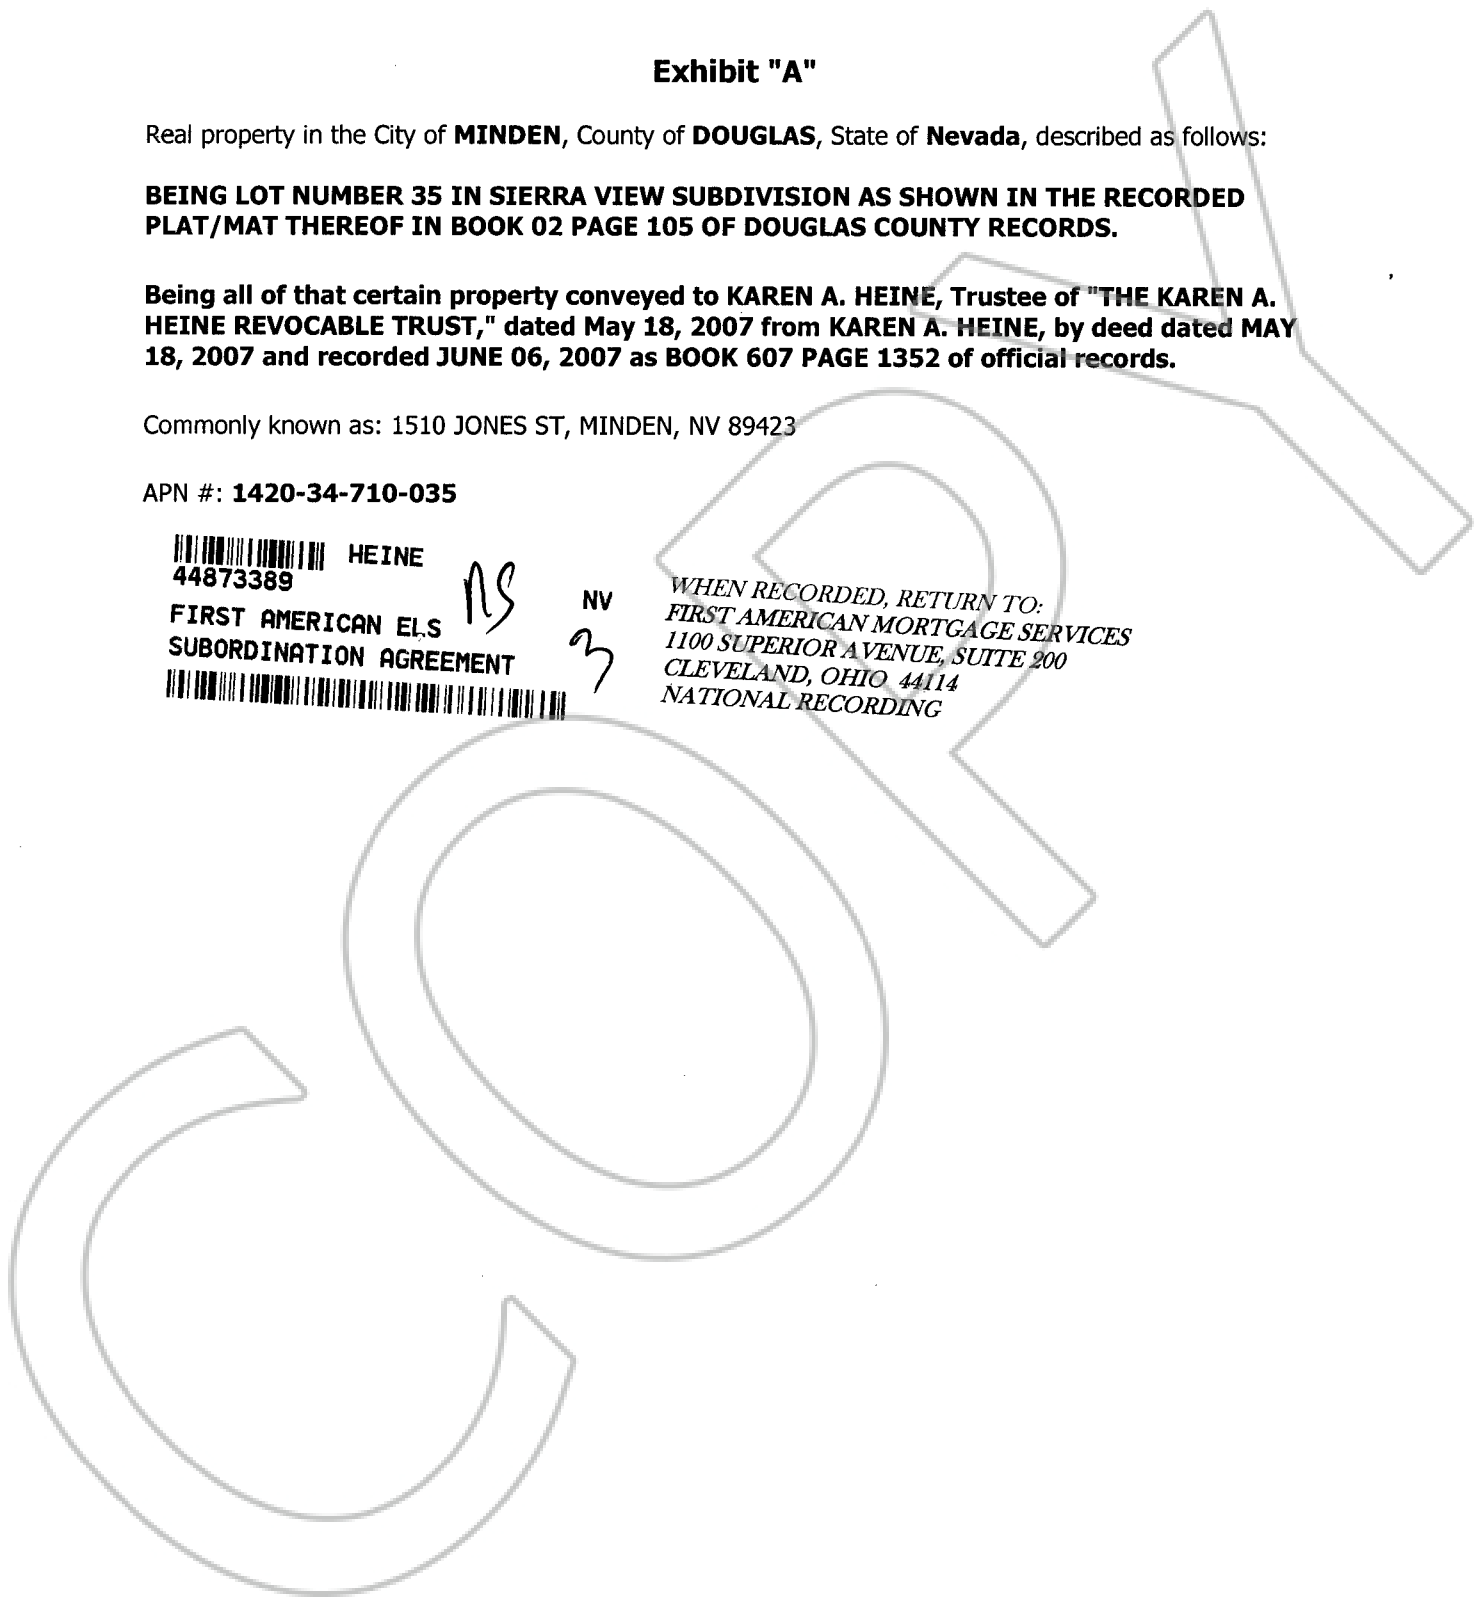 Exhibit "A"
Real property in the City of MINDEN, County of DOUGLAS, State of Nevada, described as follows:
BEING LOT NUMBER 35 IN SIERRA VIEW SUBDIVISION AS SHOWN IN THE RECORDED
PLAT/MAT THEREOF IN BOOK 02 PAGE 105 OF DOUGLAS COUNTY RECORDS.
Being all of that certain property conveyed to KAREN A. HEINE, Trustee of "THE KAREN A.
HEINE REVOCABLE TRUST," dated May 18, 2007 from KAREN A. HEINE, by deed dated MAY
18, 2007 and recorded JUNE 06, 2007 as BOOK 607 PAGE 1352 of official records.
Commonly known as: 1510 JONES ST, MINDEN, NV 89423
APN #: 1420-34-710-035
HEINE
44873389
FIRST AMERICAN ELS
SUBORDINATION AGREEMENT
NS
NV
3
WHEN RECORDED, RETURN TO:
FIRST AMERICAN MORTGAGE SERVICES
1100 SUPERIOR AVENUE, SUITE 200
CLEVELAND, OHIO 44114
NATIONAL RECORDING
COPY